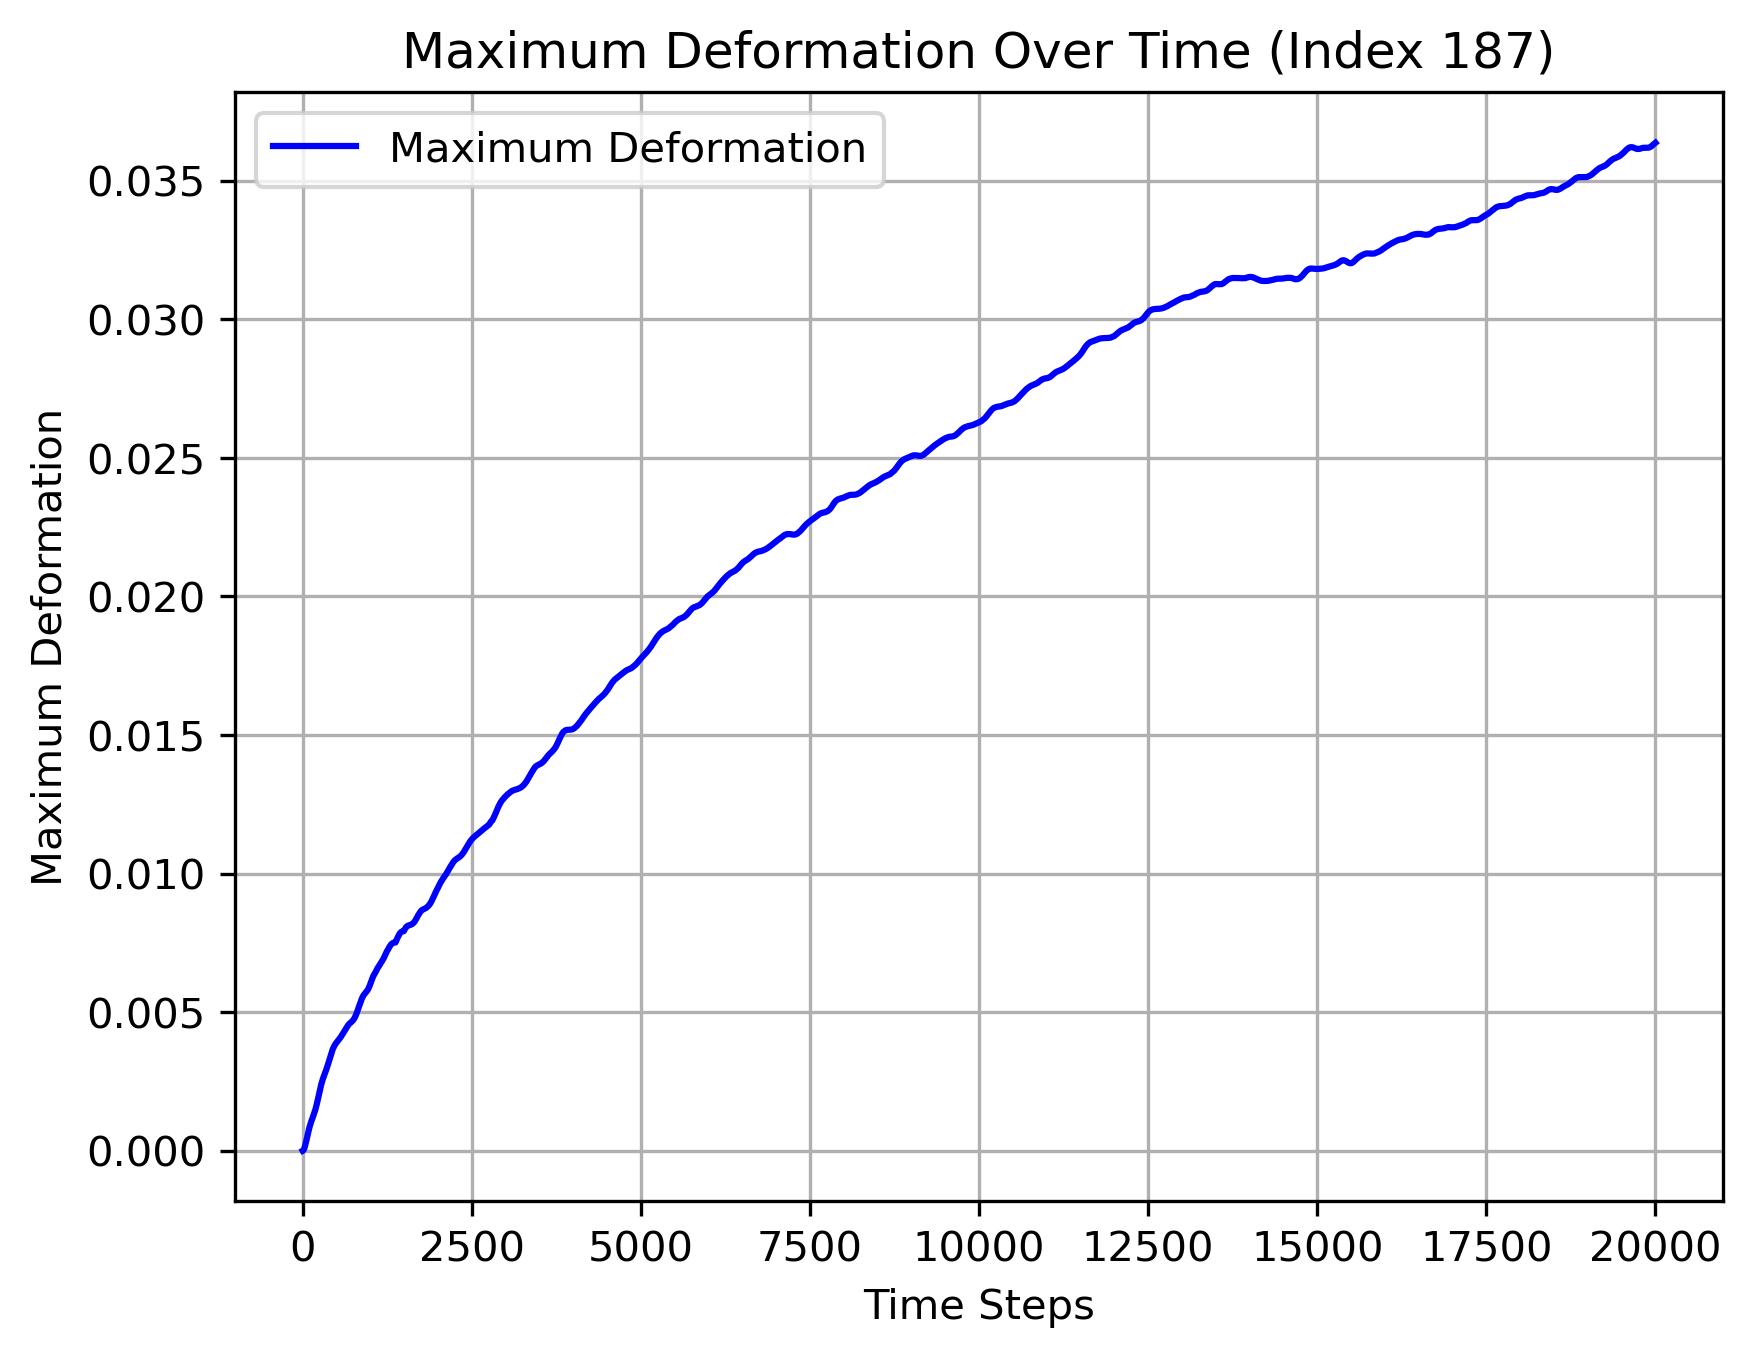 Maximum Deformation Over Time (Index 187)
Maximum Deformation
0.035
0.030
0.025
0.020
0.015
0.010
0.005
0.000
Maximum Deformation
0 2500 5000 7500 10000 12500 15000 17500 20000
Time Steps